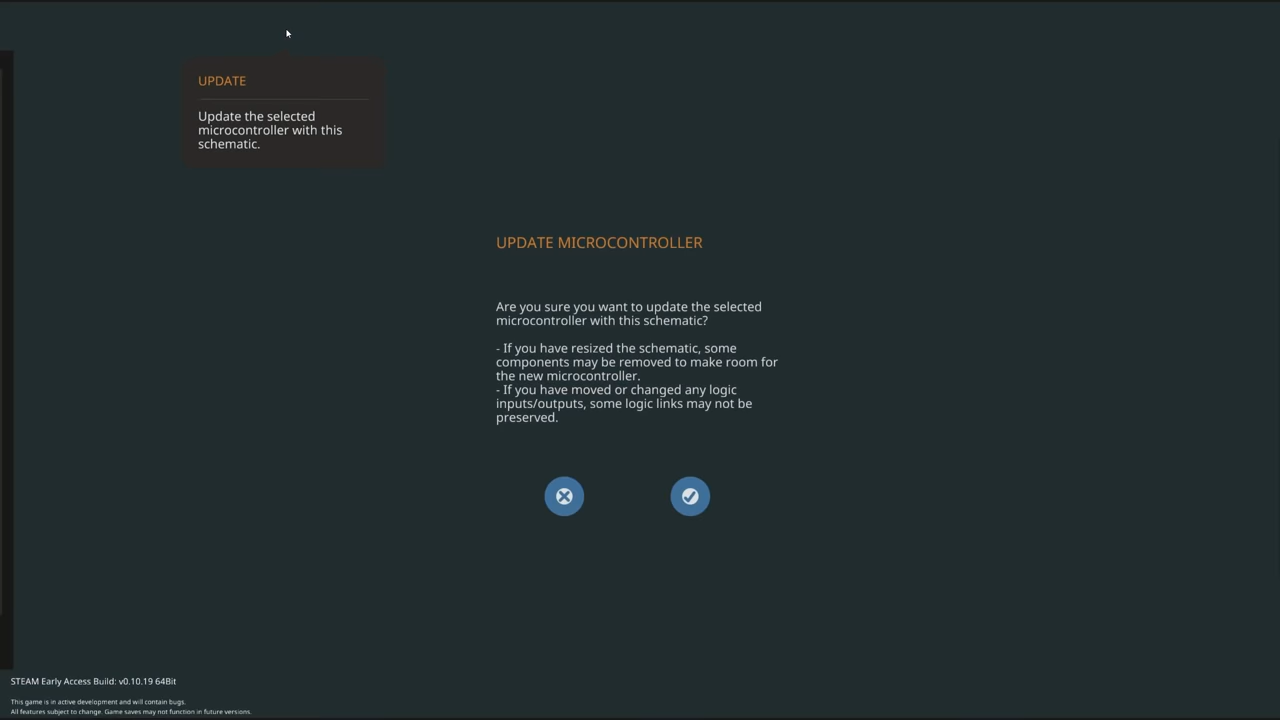 UPDATE
Update the selected
microcontroller with this
schematic.
UPDATE MICROCONTROLLER
Are you sure you want to update the selected
microcontroller with this schematic?
- If you have resized the schematic, some
components may be removed to make room for
the new microcontroller.
- If you have moved or changed any logic
inputs/outputs, some logic links may not be
preserved.
STEAM Early Access Build: v0.10.19 64Bit
This game is in active development and will contain bugs.
All features subject to change. Game saves may not function in future versions.